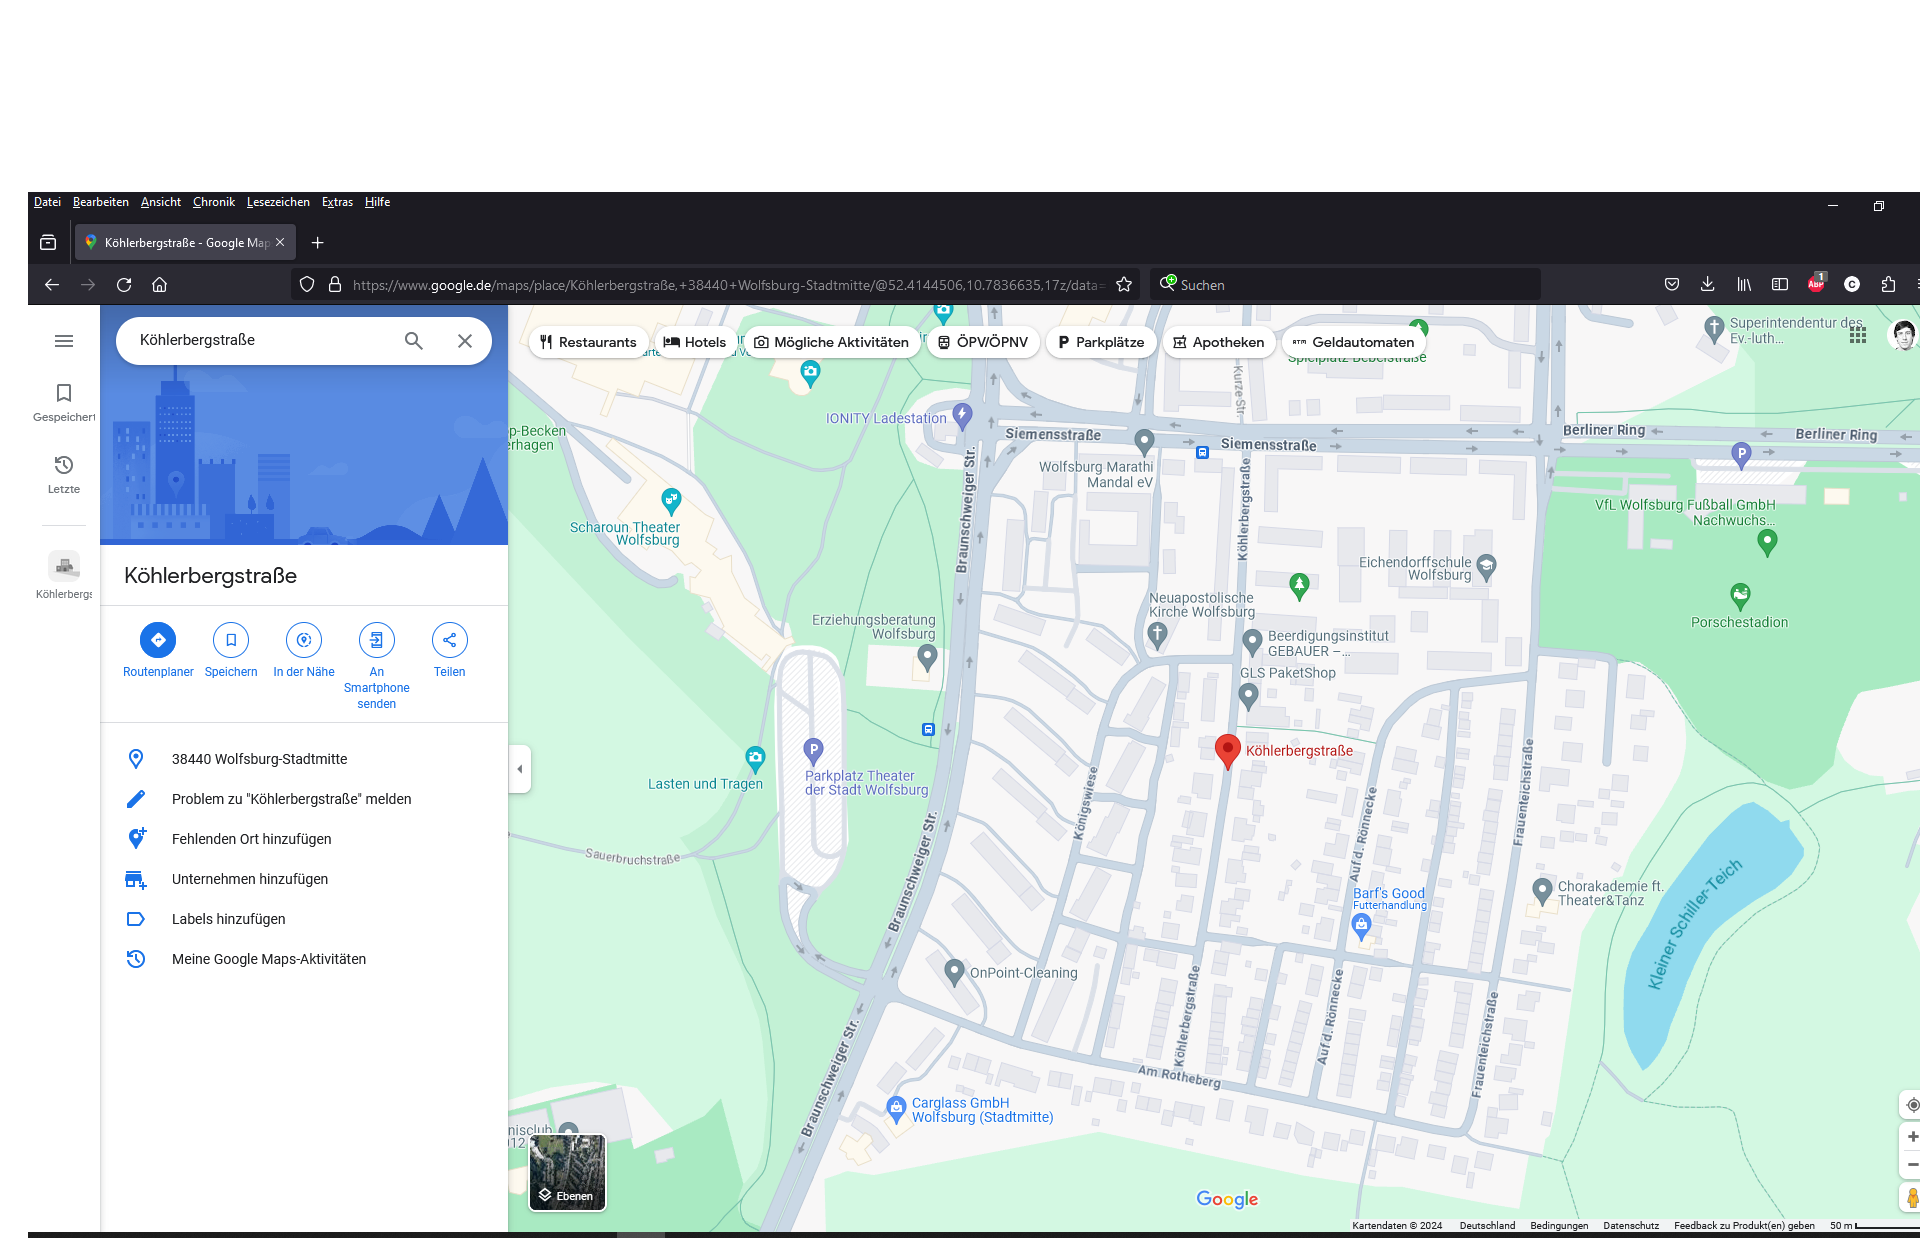 Datei Bearbeiten Ansicht Chronik Lesezeichen Extras Hilfe
Köhlerbergstraße - Google Map
https://www.google.de/maps/place/Köhlerbergstraße,+38440+Wolfsburg-Stadtmitte/@52.4144506,10.7836635,17z/data=
Suchen
ABP
1
C
Köhlerbergstraße
Gespeichert
Letzte
Köhlerbergs
Köhlerbergstraße
Routenplaner
Speichern
In der Nähe
An
Smartphone
senden
Teilen
38440 Wolfsburg-Stadtmitte
Problem zu "Köhlerbergstraße" melden
Fehlenden Ort hinzufügen
Unternehmen hinzufügen
Labels hinzufügen
Meine Google Maps-Aktivitäten
Restaurants
Hotels
Mögliche Aktivitäten
ÖPV/ÖPNV
P Parkplätze
Apotheken
ATM Geldautomaten
Spielplatz Bebelstraße
Superintendentur des
Ev.-luth...
Kurze Str.
IONITY Ladestation
op-Becken
erhagen
Siemensstraße
Siemensstraße
Berliner Ring
Berliner Ring
Wolfsburg Marathi
Mandal eV
P
Braunschweiger Str.
Köhlerbergstraße
VfL Wolfsburg Fußball GmbH
Nachwuchs...
Scharoun Theater
Wolfsburg
Eichendorffschule
Wolfsburg
Neuapostolische
Kirche Wolfsburg
Erziehungsberatung
Wolfsburg
Porschestadion
Beerdigungsinstitut
GEBAUER –...
GLS PaketShop
Köhlerbergstraße
P
Parkplatz Theater
der Stadt Wolfsburg
Lasten und Tragen
Königswiese
Auf d. Rönnecke
Frauenteichstraße
Sauerbruchstraße
Braunschweiger Str.
Barf's Good
Futterhandlung
Chorakademie ft.
Theater&Tanz
Kleiner Schiller-Teich
OnPoint-Cleaning
Köhlerbergstraße
Auf d. Rönnecke
Frauenteichstraße
Braunschweiger Str.
Am Rotheberg
Carglass GmbH
Wolfsburg (Stadtmitte)
nisclub
012
Ebenen
Google
Kartendaten © 2024 Deutschland Bedingungen Datenschutz Feedback zu Produkt(en) geben 50 m